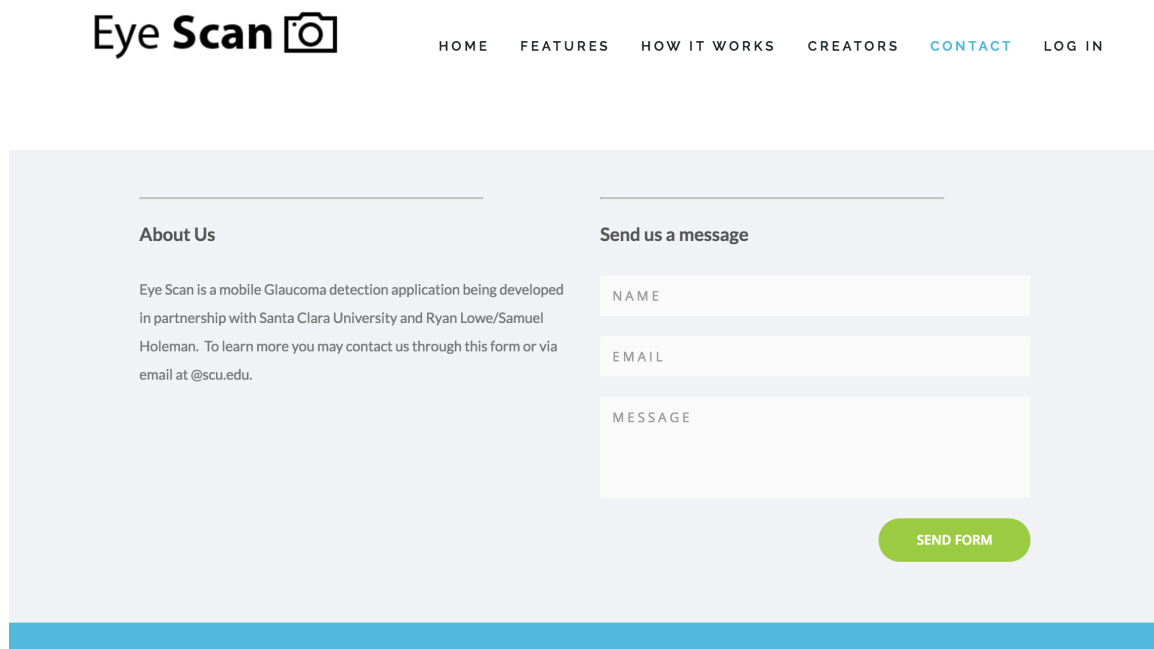 Eye Scan
HOME FEATURES HOW IT WORKS CREATORS CONTACT LOG IN
About Us
Eye Scan is a mobile Glaucoma detection application being developed
in partnership with Santa Clara University and Ryan Lowe/Samuel
Holeman.  To learn more you may contact us through this form or via
email at @scu.edu.
Send us a message
NAME
EMAIL
MESSAGE
SEND FORM